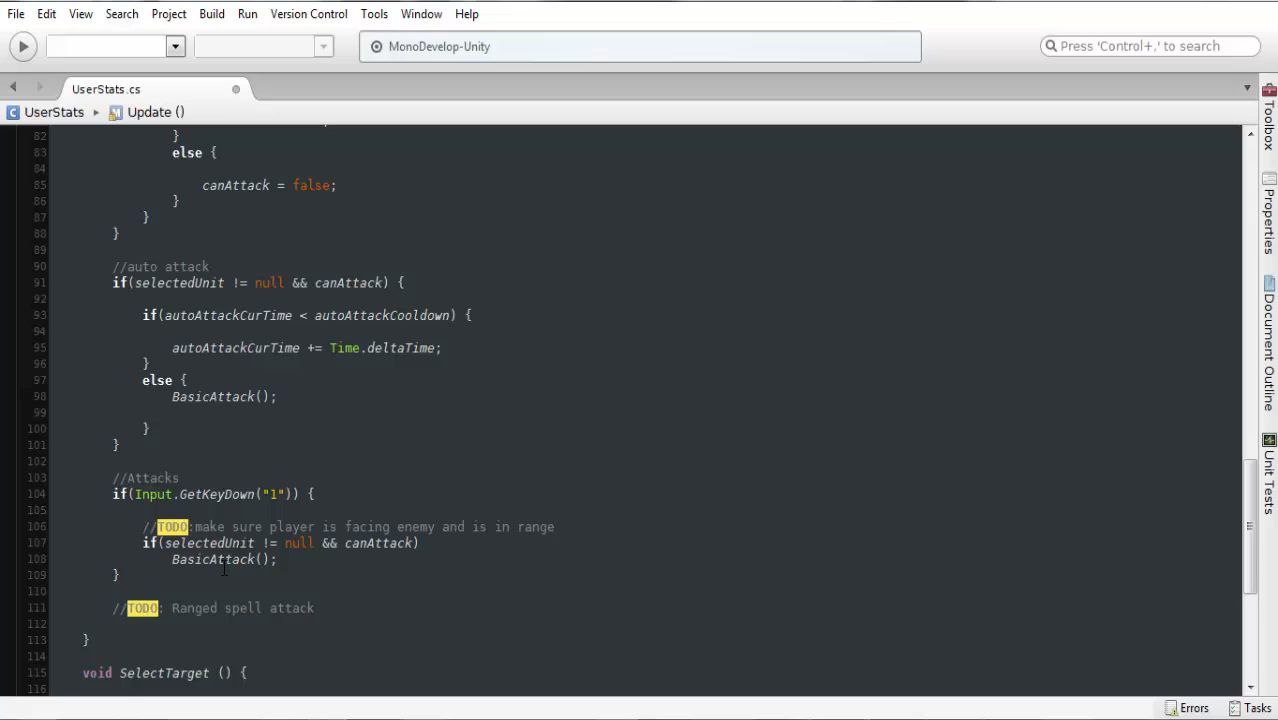 File Edit View Search Project Build Run Version Control Tools Window Help
MonoDevelop-Unity
Press 'Control+,' to search
UserStats.cs
UserStats Update ()
82 }
83 else {
84
85 canAttack = false;
86 }
87 }
88 }
89
90 //auto attack
91 if(selectedUnit != null && canAttack) {
92
93 if(autoAttackCurTime < autoAttackCooldown) {
94
95 autoAttackCurTime += Time.deltaTime;
96 }
97 else {
98 BasicAttack();
99
100 }
101 }
102
103 //Attacks
104 if(Input.GetKeyDown("1")) {
105
106 //TODO:make sure player is facing enemy and is in range
107 if(selectedUnit != null && canAttack)
108 BasicAttack();
109 }
110
111 //TODO: Ranged spell attack
112
113 }
114
115 void SelectTarget () {
116
Toolbox
Properties
Document Outline
Unit Tests
Errors Tasks